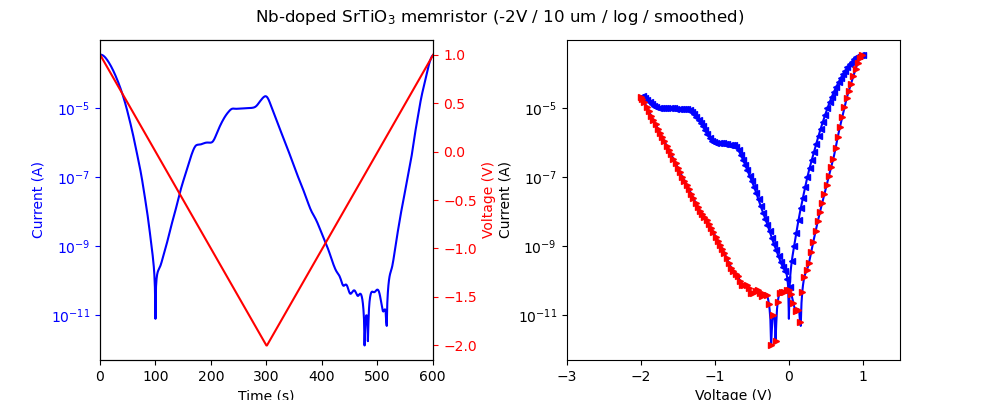 Nb-doped SrTiO₃ memristor (-2V / 10 um / log / smoothed)
Current (A)
10⁻⁵
10⁻⁷
10⁻⁹
10⁻¹¹
0 100 200 300 400 500 600
Time (s)
1.0
0.5
0.0
−0.5
−1.0
−1.5
−2.0
Voltage (V)
Current (A)
10⁻⁵
10⁻⁷
10⁻⁹
10⁻¹¹
−3 −2 −1 0 1
Voltage (V)